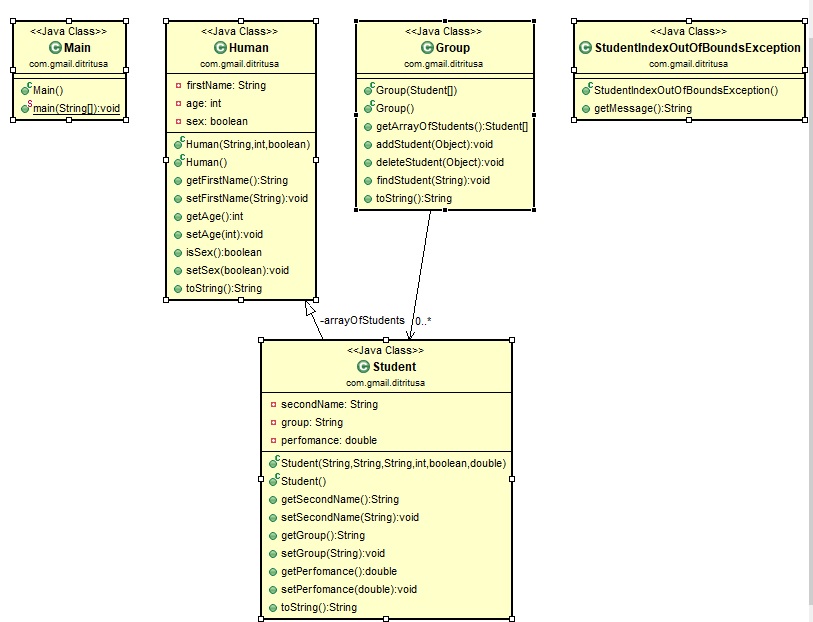 <<Java Class>>
C Main
com.gmail.ditritusa
C Main()
S main(String[]):void
<<Java Class>>
C Human
com.gmail.ditritusa
firstName: String
age: int
sex: boolean
C Human(String,int,boolean)
C Human()
getFirstName():String
setFirstName(String):void
getAge():int
setAge(int):void
isSex():boolean
setSex(boolean):void
toString():String
<<Java Class>>
C Group
com.gmail.ditritusa
C Group(Student[])
C Group()
getArrayOfStudents():Student[]
addStudent(Object):void
deleteStudent(Object):void
findStudent(String):void
toString():String
<<Java Class>>
C StudentIndexOutOfBoundsException
com.gmail.ditritusa
C StudentIndexOutOfBoundsException()
getMessage():String
-arrayOfStudents 0..*
<<Java Class>>
C Student
com.gmail.ditritusa
secondName: String
group: String
perfomance: double
C Student(String,String,String,int,boolean,double)
C Student()
getSecondName():String
setSecondName(String):void
getGroup():String
setGroup(String):void
getPerfomance():double
setPerfomance(double):void
toString():String